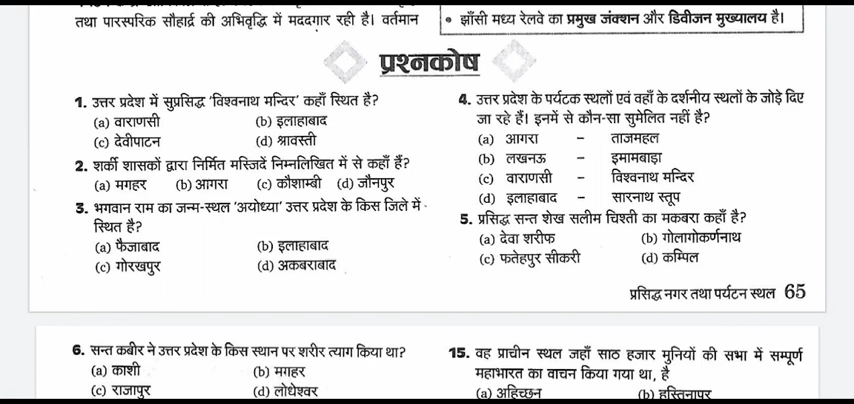 तथा पारस्परिक सौहार्द्र की अभिवृद्धि में मददगार रही है। वर्तमान
• झाँसी मध्य रेलवे का प्रमुख जंक्शन और डिवीजन मुख्यालय है।
प्रश्नकोष
1. उत्तर प्रदेश में सुप्रसिद्ध 'विश्वनाथ मन्दिर' कहाँ स्थित है?
(a) वाराणसी (b) इलाहाबाद
(c) देवीपाटन (d) श्रावस्ती
2. शर्की शासकों द्वारा निर्मित मस्जिदें निम्नलिखित में से कहाँ हैं?
(a) मगहर (b) आगरा (c) कौशाम्बी (d) जौनपुर
3. भगवान राम का जन्म-स्थल 'अयोध्या' उत्तर प्रदेश के किस जिले में
स्थित है?
(a) फैजाबाद (b) इलाहाबाद
(c) गोरखपुर (d) अकबराबाद
4. उत्तर प्रदेश के पर्यटक स्थलों एवं वहाँ के दर्शनीय स्थलों के जोड़े दिए
जा रहे हैं। इनमें से कौन-सा सुमेलित नहीं है?
(a) आगरा – ताजमहल
(b) लखनऊ – इमामबाड़ा
(c) वाराणसी – विश्वनाथ मन्दिर
(d) इलाहाबाद – सारनाथ स्तूप
5. प्रसिद्ध सन्त शेख सलीम चिश्ती का मकबरा कहाँ है?
(a) देवा शरीफ (b) गोलागोकर्णनाथ
(c) फतेहपुर सीकरी (d) कम्पिल
प्रसिद्ध नगर तथा पर्यटन स्थल 65
6. सन्त कबीर ने उत्तर प्रदेश के किस स्थान पर शरीर त्याग किया था?
(a) काशी (b) मगहर
(c) राजापुर (d) लोधेश्वर
15. वह प्राचीन स्थल जहाँ साठ हजार मुनियों की सभा में सम्पूर्ण
महाभारत का वाचन किया गया था, है
(a) अहिच्छन (b) हस्तिनापुर